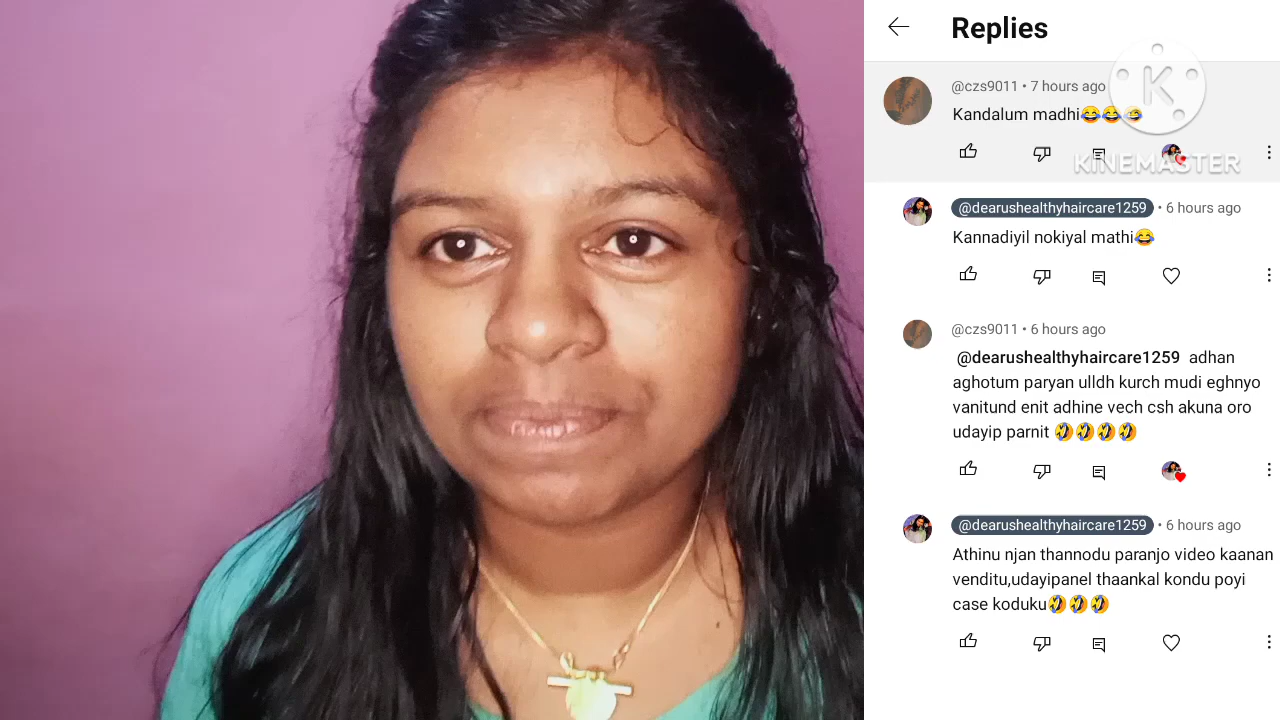 Replies
@czs9011 • 7 hours ago
Kandalum madhi😂😂😂
K
KINEMASTER
@dearushealthyhaircare1259 • 6 hours ago
Kannadiyil nokiyal mathi😂
@czs9011 • 6 hours ago
@dearushealthyhaircare1259 adhan
aghotum paryan ulldh kurch mudi eghnyo
vanitund enit adhine vech csh akuna oro
udayip parnit 🤣🤣🤣🤣
@dearushealthyhaircare1259 • 6 hours ago
Athinu njan thannodu paranjo video kaanan
venditu,udayipanel thaankal kondu poyi
case koduku🤣🤣🤣